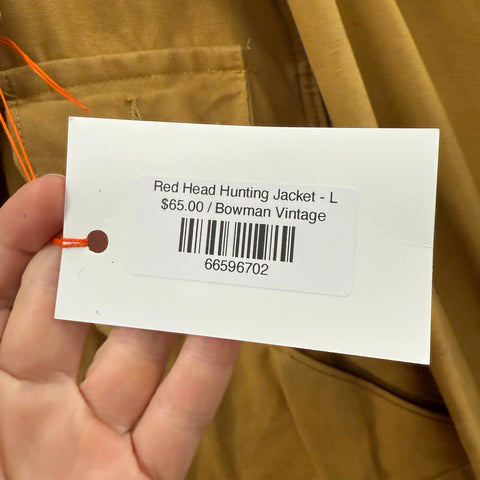 Red Head Hunting Jacket - L
$65.00 / Bowman Vintage
66596702